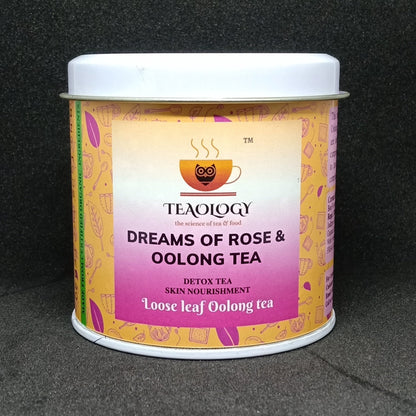 TM
TEAOLOGY
the science of tea & food
DREAMS OF ROSE &
OOLONG TEA
DETOX TEA
SKIN NOURISHMENT
Loose leaf Oolong tea